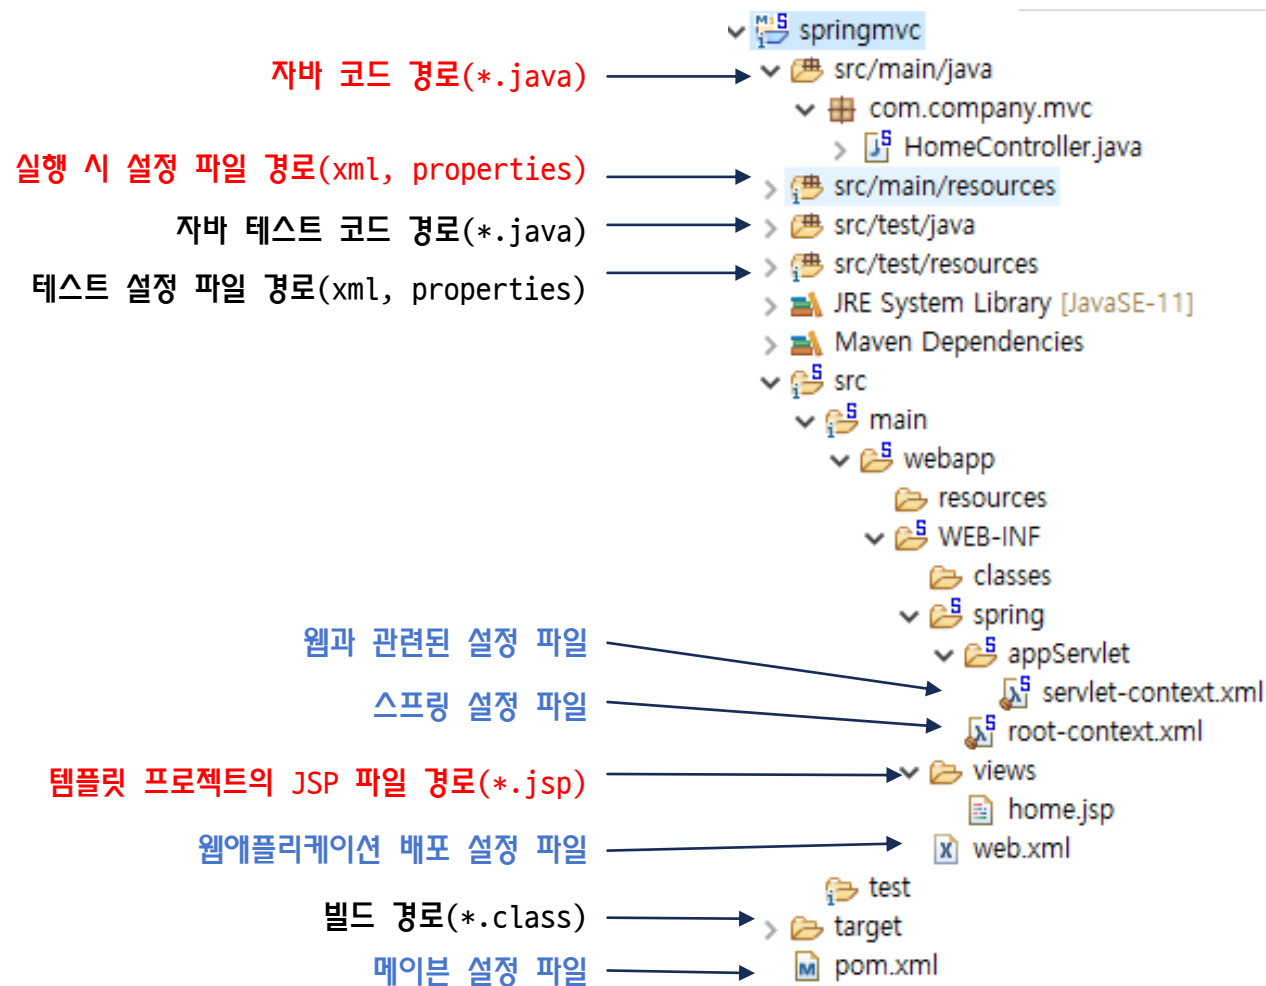 springmvc
자바 코드 경로(*.java)
src/main/java
com.company.mvc
HomeController.java
실행 시 설정 파일 경로(xml, properties)
src/main/resources
자바 테스트 코드 경로(*.java)
src/test/java
테스트 설정 파일 경로(xml, properties)
src/test/resources
JRE System Library [JavaSE-11]
Maven Dependencies
src
main
webapp
resources
WEB-INF
classes
spring
웹과 관련된 설정 파일
appServlet
servlet-context.xml
스프링 설정 파일
root-context.xml
템플릿 프로젝트의 JSP 파일 경로(*.jsp)
views
home.jsp
웹애플리케이션 배포 설정 파일
web.xml
test
빌드 경로(*.class)
target
메이븐 설정 파일
pom.xml